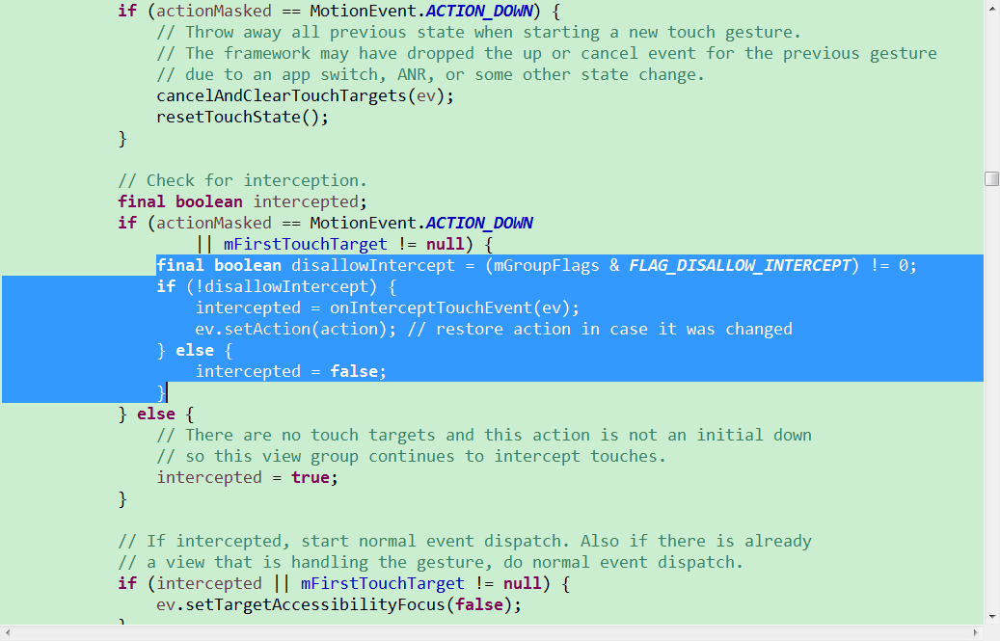 if (actionMasked == MotionEvent.ACTION_DOWN) {
// Throw away all previous state when starting a new touch gesture.
// The framework may have dropped the up or cancel event for the previous gesture
// due to an app switch, ANR, or some other state change.
cancelAndClearTouchTargets(ev);
resetTouchState();
}
// Check for interception.
final boolean intercepted;
if (actionMasked == MotionEvent.ACTION_DOWN
|| mFirstTouchTarget != null) {
final boolean disallowIntercept = (mGroupFlags & FLAG_DISALLOW_INTERCEPT) != 0;
if (!disallowIntercept) {
intercepted = onInterceptTouchEvent(ev);
ev.setAction(action); // restore action in case it was changed
} else {
intercepted = false;
}
} else {
// There are no touch targets and this action is not an initial down
// so this view group continues to intercept touches.
intercepted = true;
}
// If intercepted, start normal event dispatch. Also if there is already
// a view that is handling the gesture, do normal event dispatch.
if (intercepted || mFirstTouchTarget != null) {
ev.setTargetAccessibilityFocus(false);
}